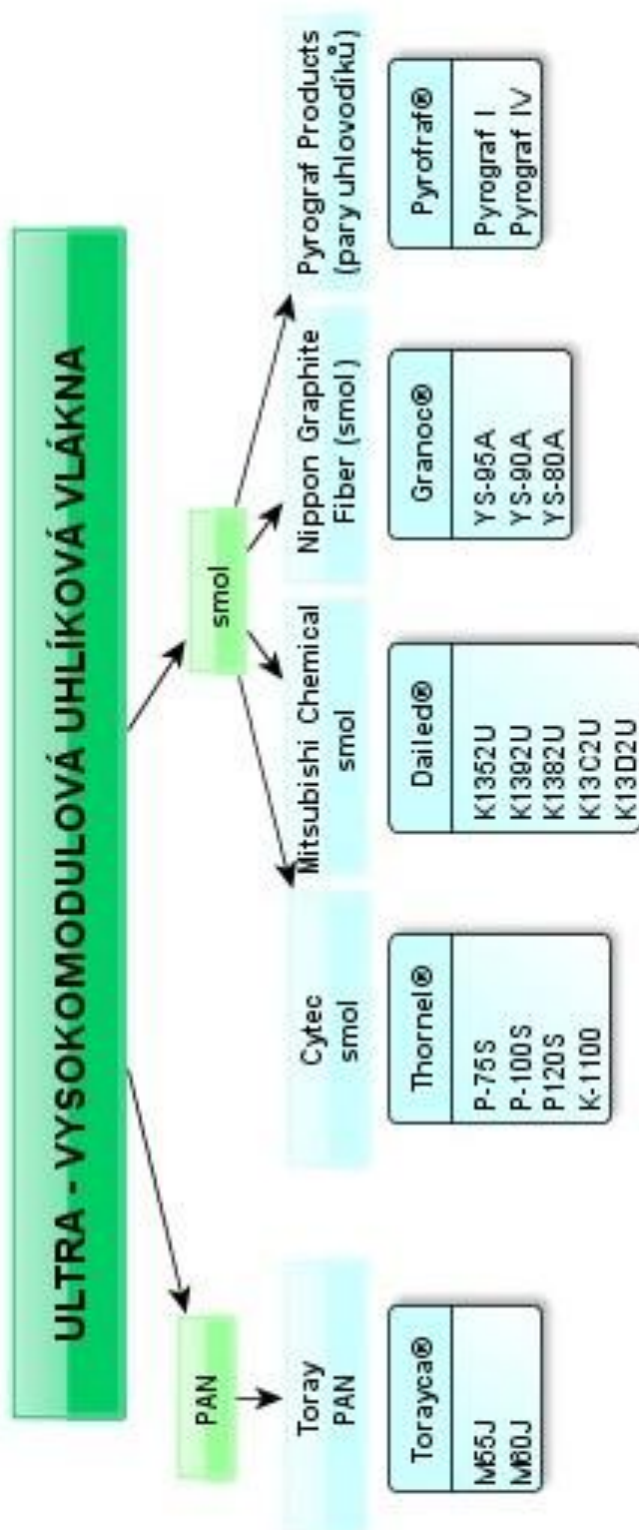 ULTRA - VYSOKOMODULOVÁ UHLÍKOVÁ VLÁKNA
PAN
smol
Toray
PAN
Cytec
smol
Mitsubishi Chemical
smol
Nippon Graphite
Fiber (smol)
Pyrograf Products
(pary uhlovodíků)
Torayca®
M55J
M60J
Thornel®
P-75S
P-100S
P120S
K-1100
Dailed®
K1352U
K1392U
K1382U
K13C2U
K13D2U
Granoc®
YS-95A
YS-90A
YS-80A
Pyrofraf®
Pyrograf I
Pyrograf IV